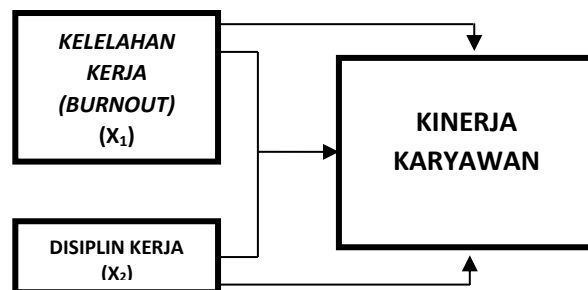 KELELAHAN
KERJA
(BURNOUT)
(X₁)
KINERJA
KARYAWAN
DISIPLIN KERJA
(X₂)